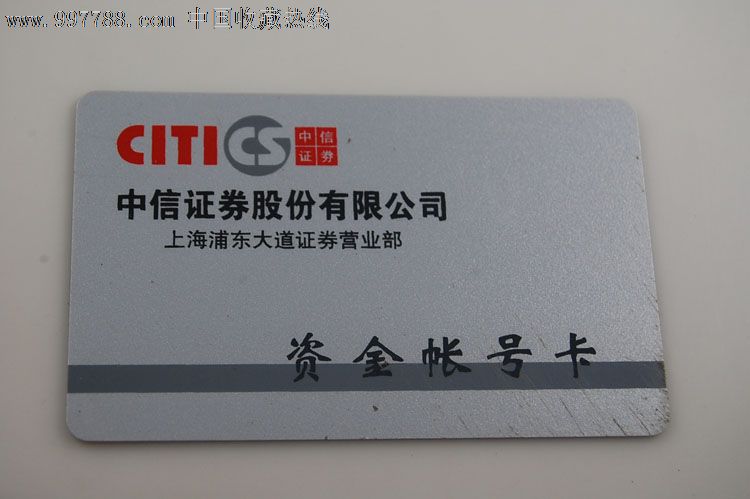 www.997788.com 中国收藏热线
CITICS 中信证券
中信证券股份有限公司
上海浦东大道证券营业部
资金帐号卡